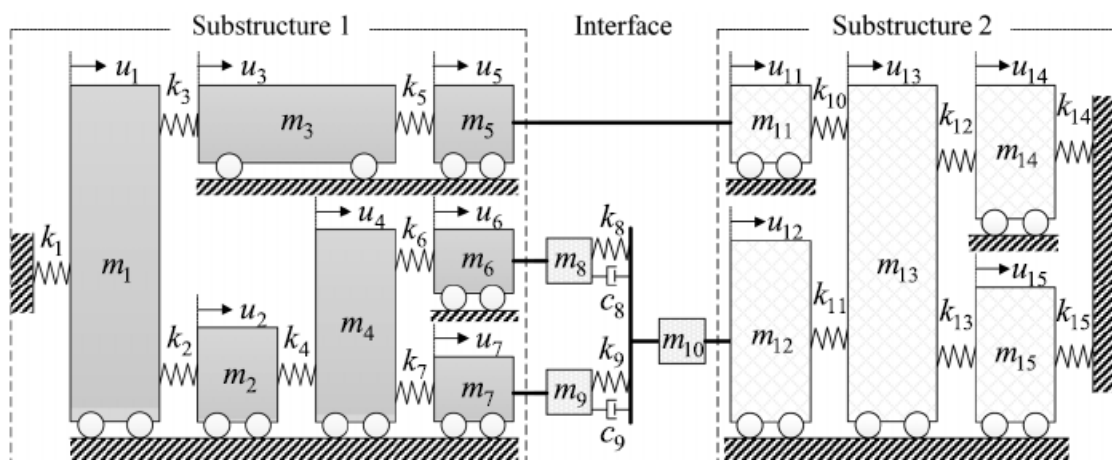 Substructure 1 Interface Substructure 2
u₁ u₃ u₅ u₁₁ u₁₃ u₁₄
k₃ k₅ k₁₀ k₁₂ k₁₄
m₃ m₅ m₁₁ m₁₄
u₄ u₆ k₈ u₁₂
k₁ k₆ m₆ m₈ c₈
m₁ m₁₃ u₁₅
u₂ m₄ u₇ k₉ m₁₀ m₁₂ k₁₁ k₁₃ k₁₅
k₂ m₂ k₄ k₇ m₇ m₉ c₉ m₁₅